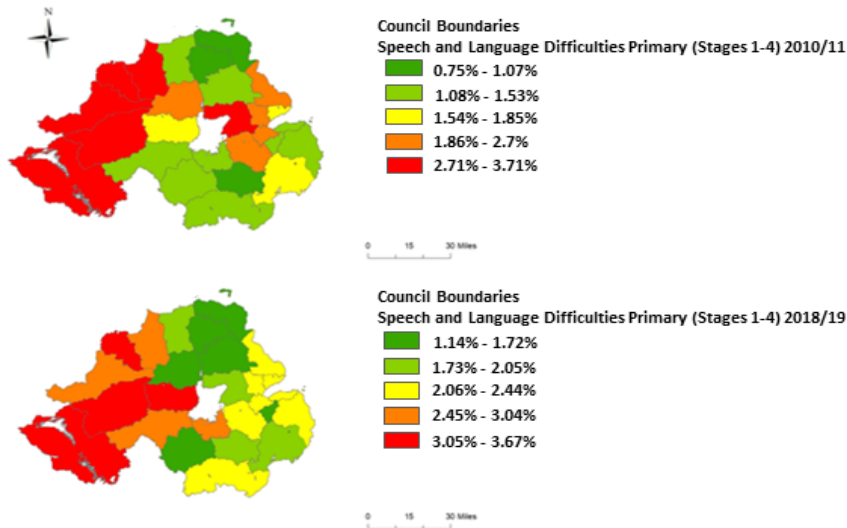 N
Council Boundaries
Speech and Language Difficulties Primary (Stages 1-4) 2010/11
0.75% - 1.07%
1.08% - 1.53%
1.54% - 1.85%
1.86% - 2.7%
2.71% - 3.71%
0 15 30 Miles
Council Boundaries
Speech and Language Difficulties Primary (Stages 1-4) 2018/19
1.14% - 1.72%
1.73% - 2.05%
2.06% - 2.44%
2.45% - 3.04%
3.05% - 3.67%
0 15 30 Miles